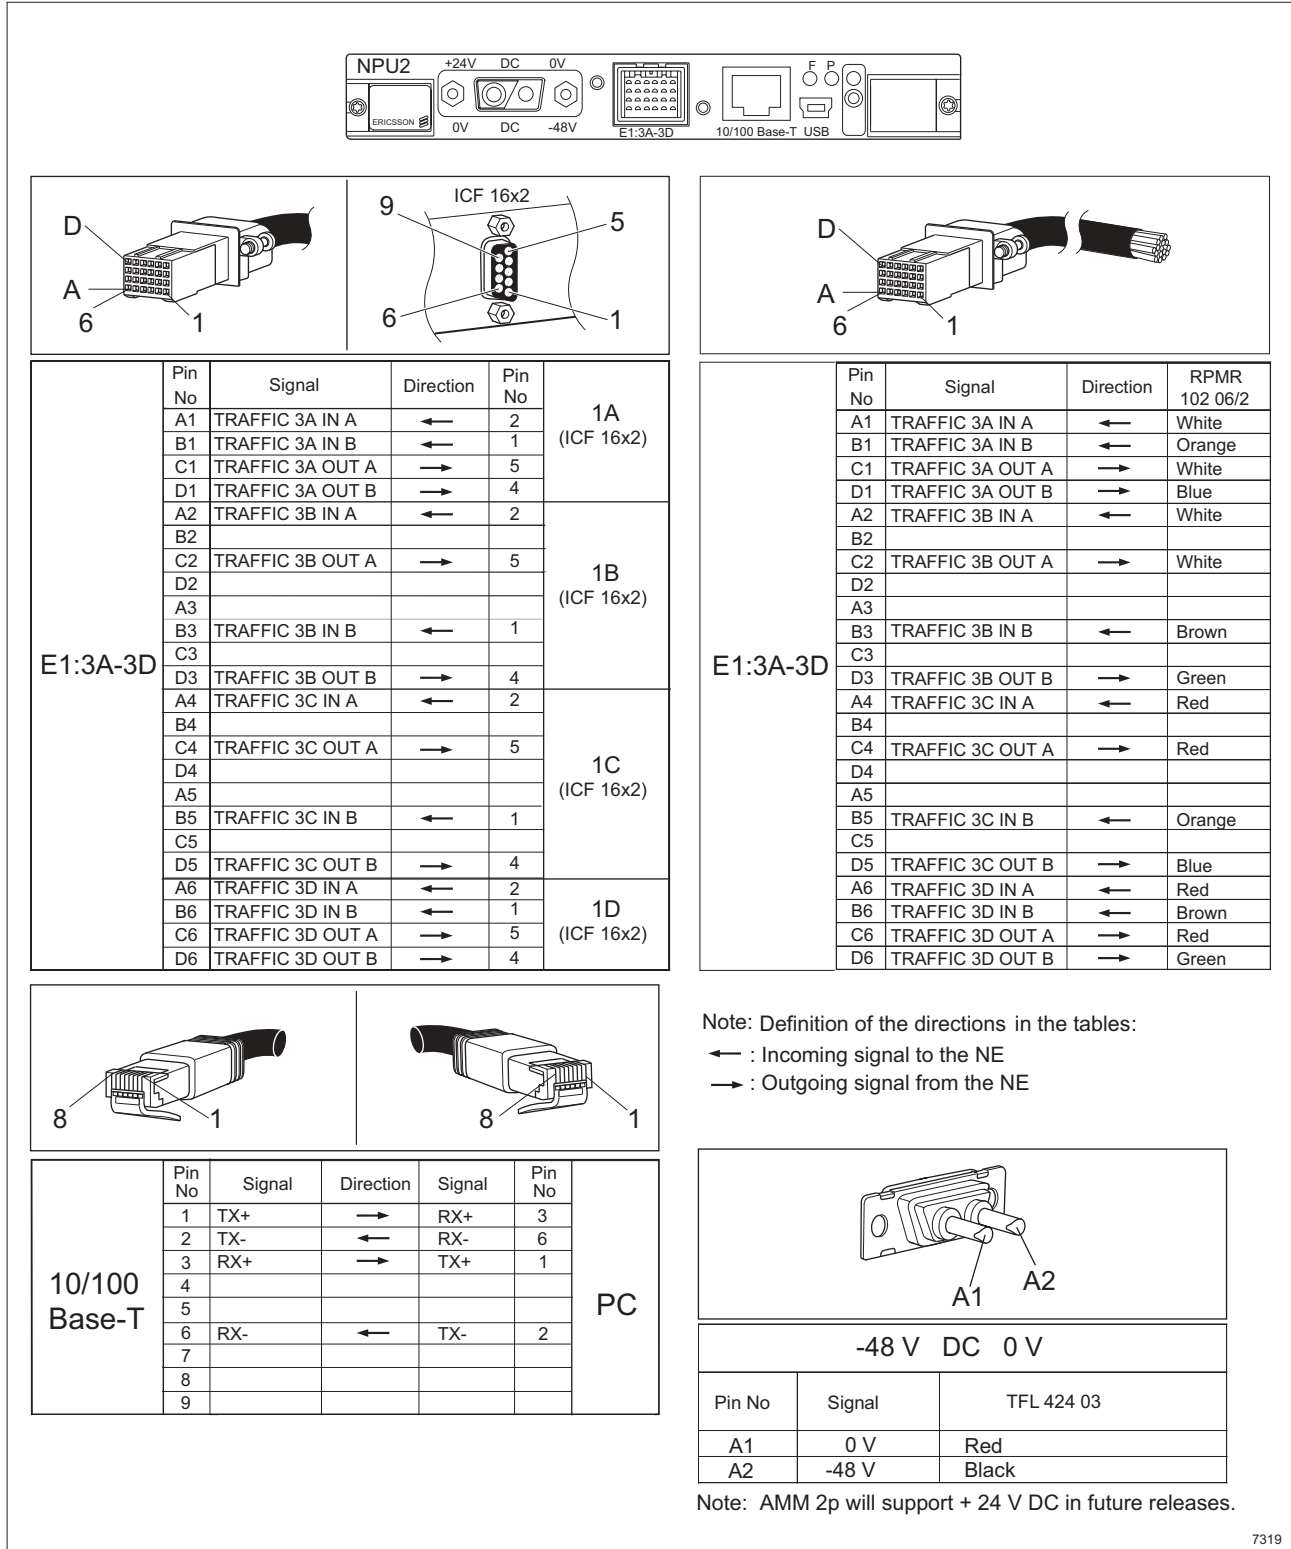 NPU2
+24V DC 0V
F P
ERICSSON
0V DC -48V
E1:3A-3D
10/100 Base-T USB
D
A
6
1
ICF 16x2
9
5
6
1
D
A
6
1
Pin No Signal Direction Pin No
E1:3A-3D
A1 TRAFFIC 3A IN A ← 2
B1 TRAFFIC 3A IN B ← 1
C1 TRAFFIC 3A OUT A → 5
D1 TRAFFIC 3A OUT B → 4
1A
(ICF 16x2)
A2 TRAFFIC 3B IN A ← 2
B2
C2 TRAFFIC 3B OUT A → 5
D2
A3
B3 TRAFFIC 3B IN B ← 1
C3
D3 TRAFFIC 3B OUT B → 4
1B
(ICF 16x2)
A4 TRAFFIC 3C IN A ← 2
B4
C4 TRAFFIC 3C OUT A → 5
D4
A5
B5 TRAFFIC 3C IN B ← 1
C5
D5 TRAFFIC 3C OUT B → 4
1C
(ICF 16x2)
A6 TRAFFIC 3D IN A ← 2
B6 TRAFFIC 3D IN B ← 1
C6 TRAFFIC 3D OUT A → 5
D6 TRAFFIC 3D OUT B → 4
1D
(ICF 16x2)
Pin No Signal Direction RPMR 102 06/2
E1:3A-3D
A1 TRAFFIC 3A IN A ← White
B1 TRAFFIC 3A IN B ← Orange
C1 TRAFFIC 3A OUT A → White
D1 TRAFFIC 3A OUT B → Blue
A2 TRAFFIC 3B IN A ← White
B2
C2 TRAFFIC 3B OUT A → White
D2
A3
B3 TRAFFIC 3B IN B ← Brown
C3
D3 TRAFFIC 3B OUT B → Green
A4 TRAFFIC 3C IN A ← Red
B4
C4 TRAFFIC 3C OUT A → Red
D4
A5
B5 TRAFFIC 3C IN B ← Orange
C5
D5 TRAFFIC 3C OUT B → Blue
A6 TRAFFIC 3D IN A ← Red
B6 TRAFFIC 3D IN B ← Brown
C6 TRAFFIC 3D OUT A → Red
D6 TRAFFIC 3D OUT B → Green
8
1
8
1
Note: Definition of the directions in the tables:
← : Incoming signal to the NE
→ : Outgoing signal from the NE
Pin No Signal Direction Signal Pin No
10/100 Base-T
1 TX+ → RX+ 3
2 TX- ← RX- 6
3 RX+ → TX+ 1
4
5
6 RX- ← TX- 2
7
8
9
PC
A1
A2
-48 V DC 0 V
Pin No Signal TFL 424 03
A1 0 V Red
A2 -48 V Black
Note: AMM 2p will support + 24 V DC in future releases.
7319